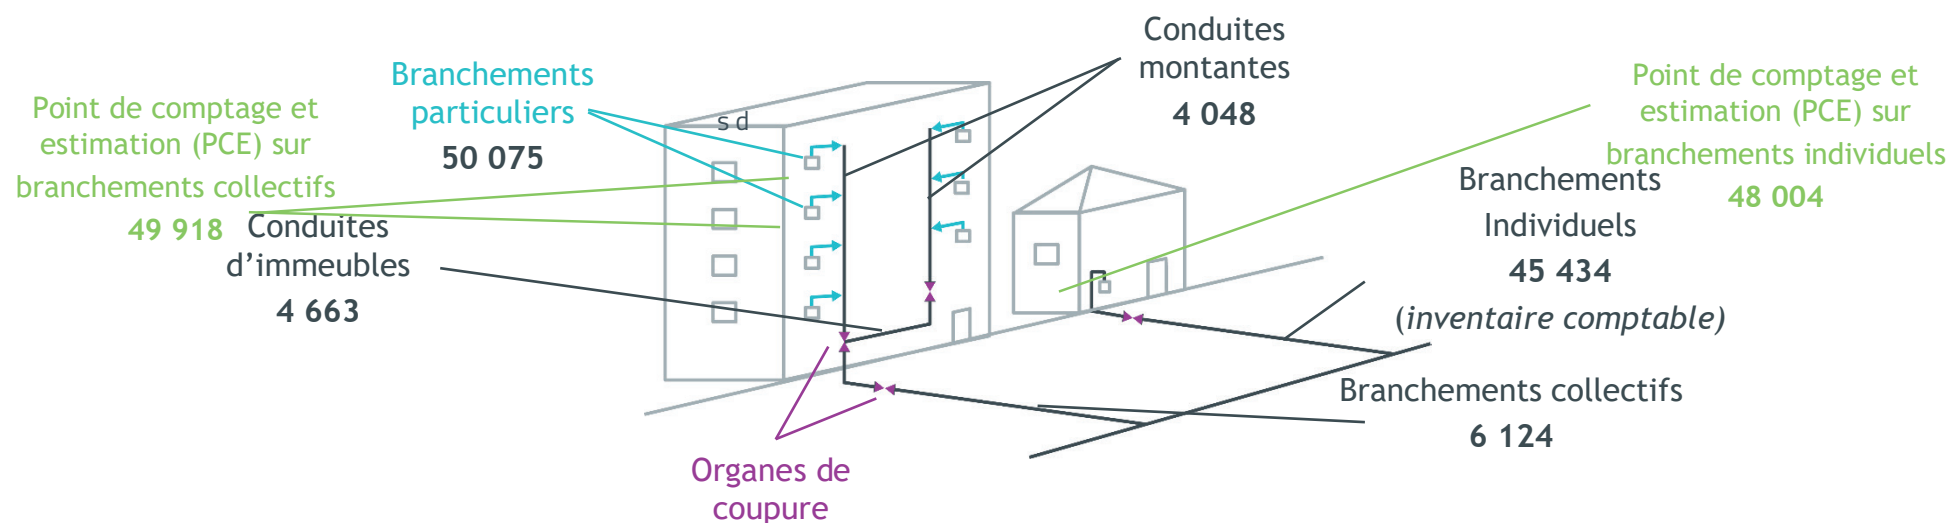 Point de comptage et
estimation (PCE) sur
branchements collectifs
49 918
Branchements
particuliers
50 075
s d
Conduites
d’immeubles
4 663
Conduites
montantes
4 048
Point de comptage et
estimation (PCE) sur
branchements individuels
48 004
Branchements
Individuels
45 434
(inventaire comptable)
Branchements collectifs
6 124
Organes de
coupure